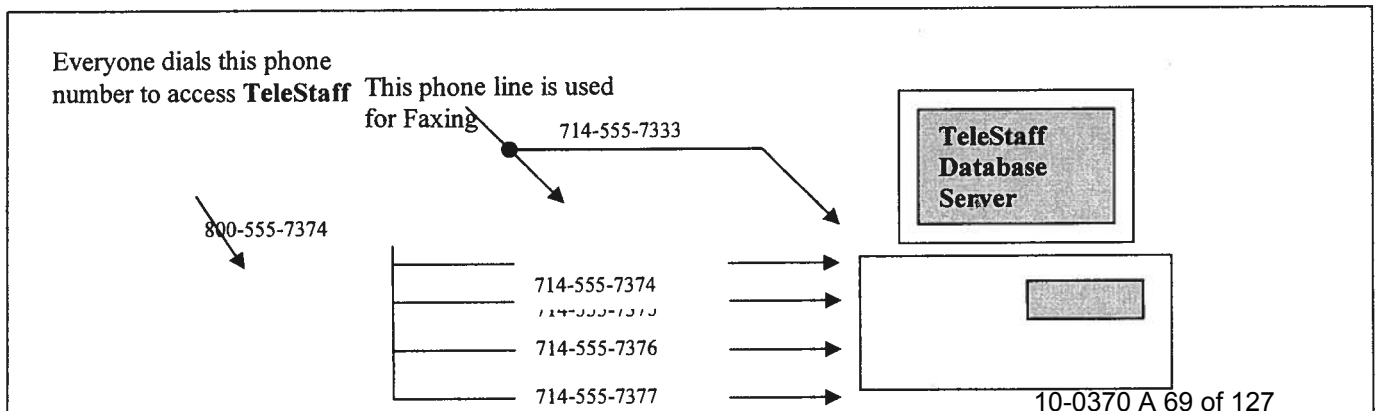 Everyone dials this phone
number to access TeleStaff
This phone line is used
for Faxing
714-555-7333
TeleStaff
Database
Server
800-555-7374
714-555-7374
714-555-7376
714-555-7377
10-0370 A 69 of 127